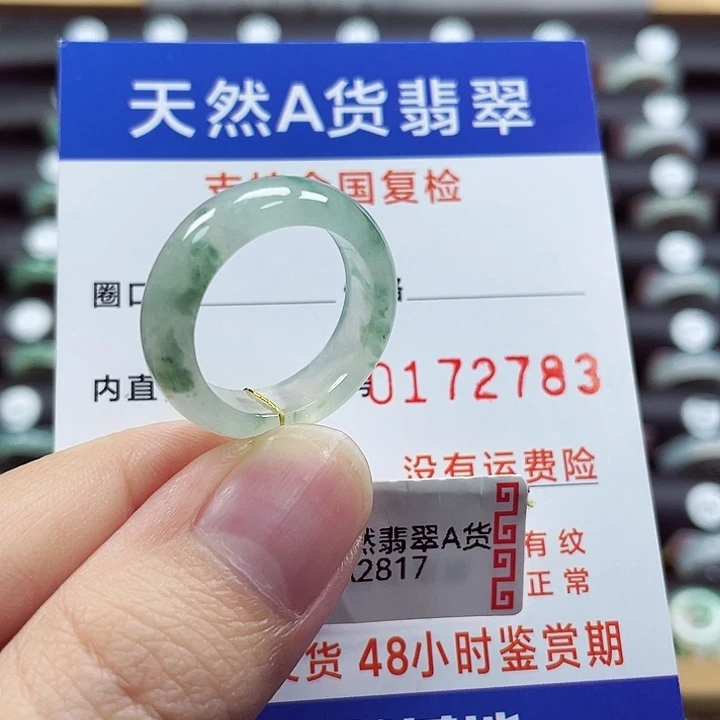 天然A货翡翠
全国复检
圈口
内直
0172783
没有运费险
然翡翠A货
2817
有纹
正常
货 48小时鉴赏期